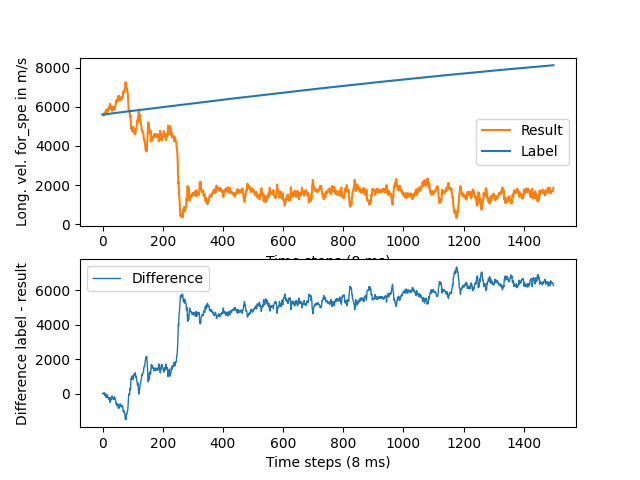 Long. vel. for_spe in m/s
8000
6000
4000
2000
0
Result
Label
0 200 400 600 800 1000 1200 1400
Time steps (8 ms)
Difference label - result
6000
4000
2000
0
Difference
0 200 400 600 800 1000 1200 1400
Time steps (8 ms)